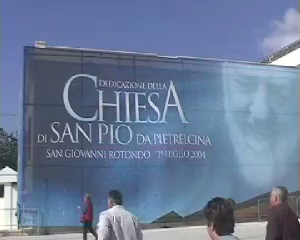 DEDICAZIONE DELLA
CHIESA
DI SAN PIO DA PIETRELCINA
SAN GIOVANNI ROTONDO - 1° LUGLIO 2004